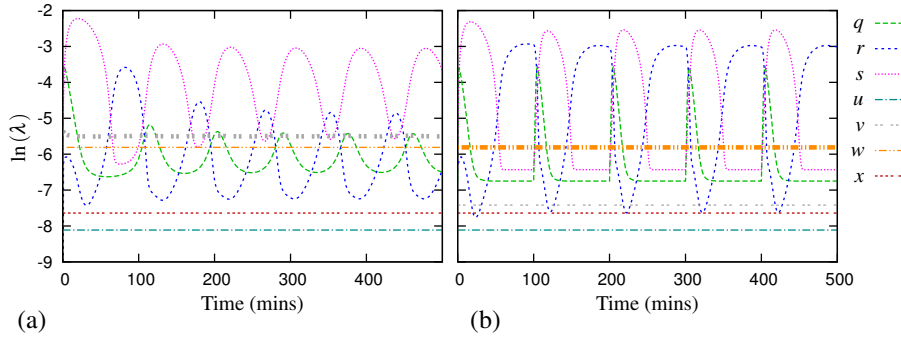 -2
-3
-4
-5
-6
-7
-8
-9
ln(λ)
0 100 200 300 400
Time (mins)
(a)
0 100 200 300 400 500
Time (mins)
(b)
q
r
s
u
v
w
x